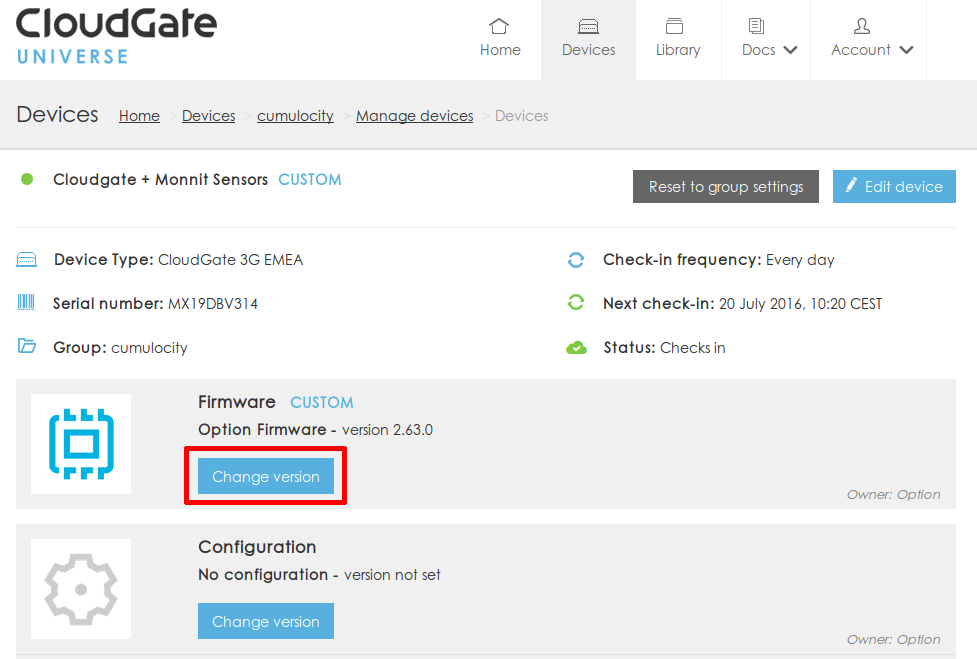 CloudGate
UNIVERSE
Home
Devices
Library
Docs
Account
Devices Home > Devices > cumulocity > Manage devices > Devices
Cloudgate + Monnit Sensors CUSTOM
Reset to group settings
Edit device
Device Type: CloudGate 3G EMEA
Check-in frequency: Every day
Serial number: MX19DBV314
Next check-in: 20 July 2016, 10:20 CEST
Group: cumulocity
Status: Checks in
Firmware CUSTOM
Option Firmware - version 2.63.0
Change version
Owner: Option
Configuration
No configuration - version not set
Change version
Owner: Option